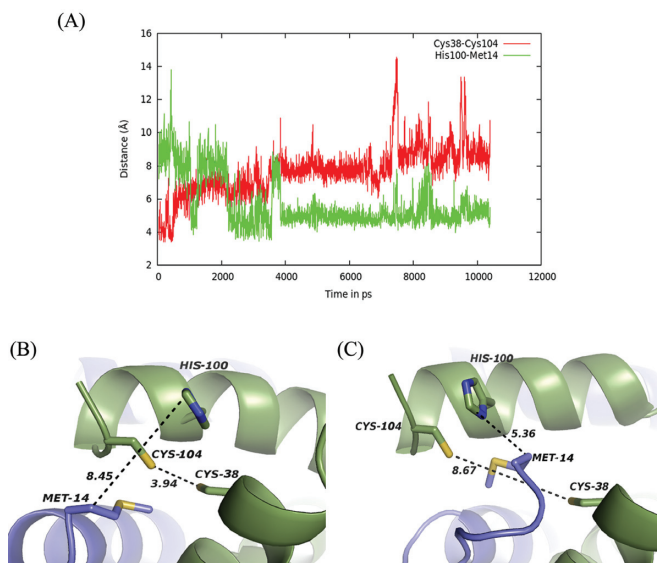 (A)
Cys38-Cys104
His100-Met14
Distance (Å)
16
14
12
10
8
6
4
2
0 2000 4000 6000 8000 10000 12000
Time in ps
(B)
HIS-100
CYS-104
8.45
3.94
CYS-38
MET-14
(C)
HIS-100
CYS-104
5.36
MET-14
8.67
CYS-38